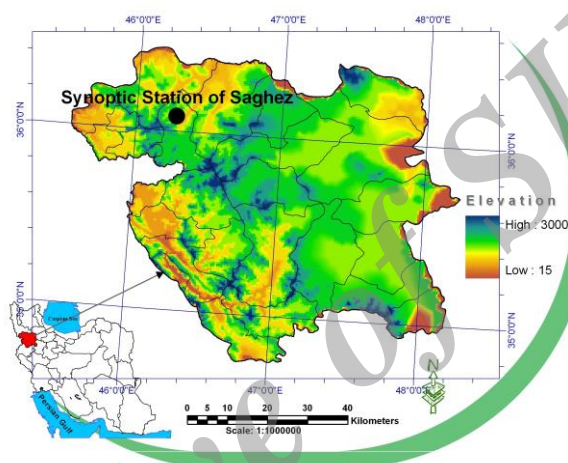 46°0'0"E 47°0'0"E 48°0'0"E
Synoptic Station of Saghez
36°0'0"N
36°0'0"N
Elevation
High : 3000
Low : 15
35°0'0"N
35°0'0"N
Caspian Sea
Persian Gulf
46°0'0"E 47°0'0"E 48°0'0"E
N
0 5 10 20 30 40
Kilometers
Scale: 1:1000000